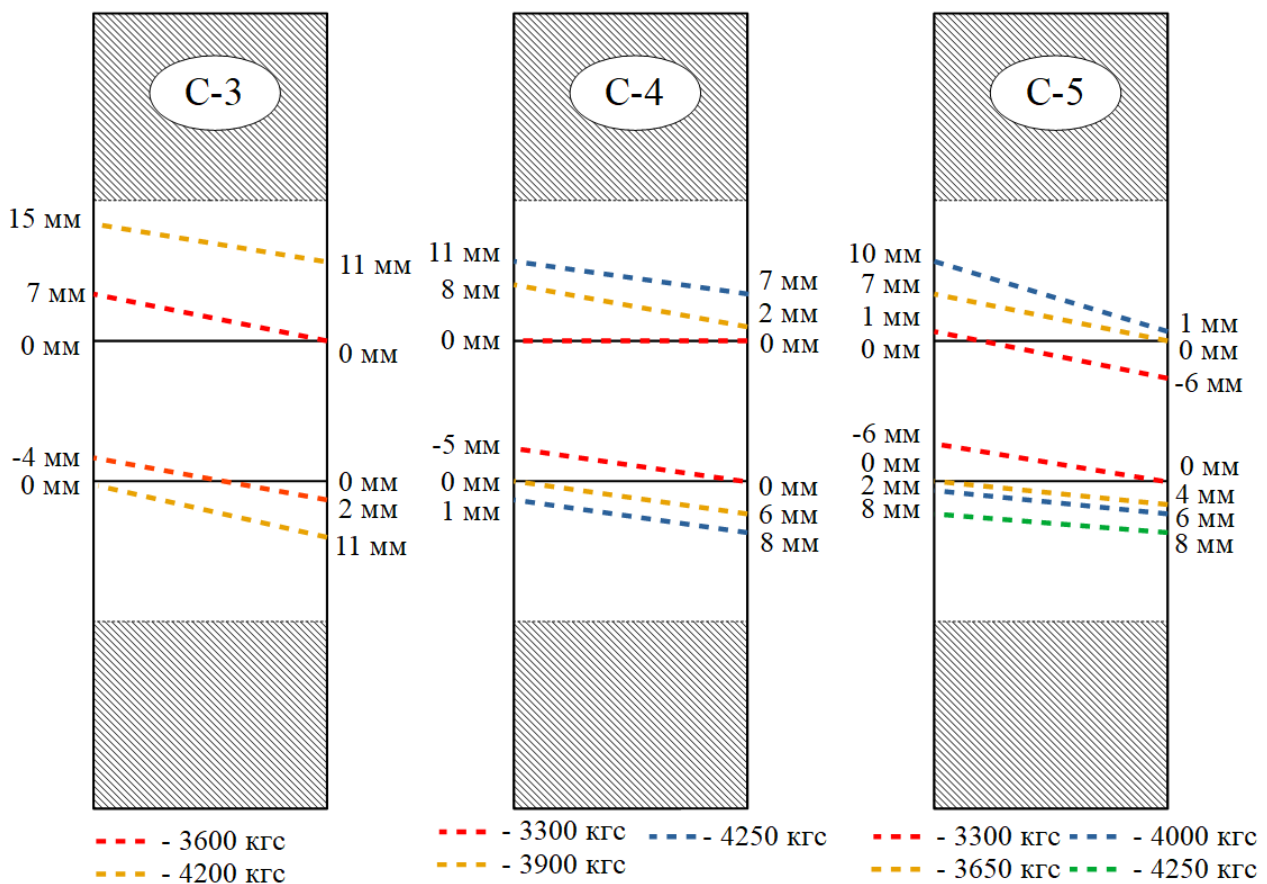 С-3
15 мм
11 мм
7 мм
0 мм
0 мм
-4 мм
0 мм
0 мм
2 мм
11 мм
- 3600 кгс
- 4200 кгс
С-4
11 мм
7 мм
8 мм
2 мм
0 мм
0 мм
-5 мм
0 мм
0 мм
1 мм
6 мм
8 мм
- 3300 кгс
- 4250 кгс
- 3900 кгс
С-5
10 мм
7 мм
1 мм
1 мм
0 мм
0 мм
-6 мм
-6 мм
0 мм
0 мм
2 мм
4 мм
8 мм
6 мм
8 мм
- 3300 кгс
- 4000 кгс
- 3650 кгс
- 4250 кгс